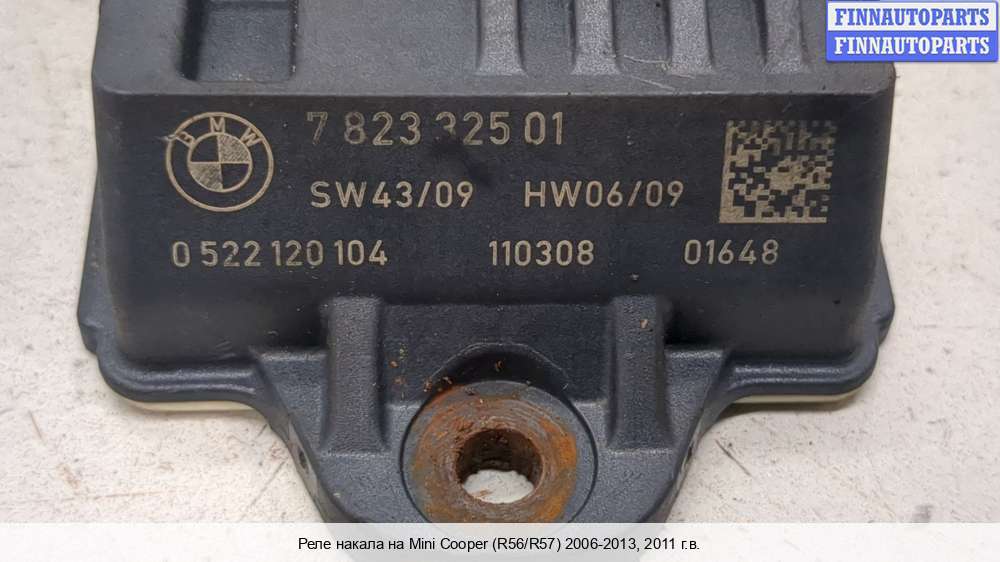 FINNAUTOPARTS
FINNAUTOPARTS
BMW
7 823 325 01
SW43/09 HW06/09
0 522 120 104 110308 01648
Реле накала на Mini Cooper (R56/R57) 2006-2013, 2011 г.в.